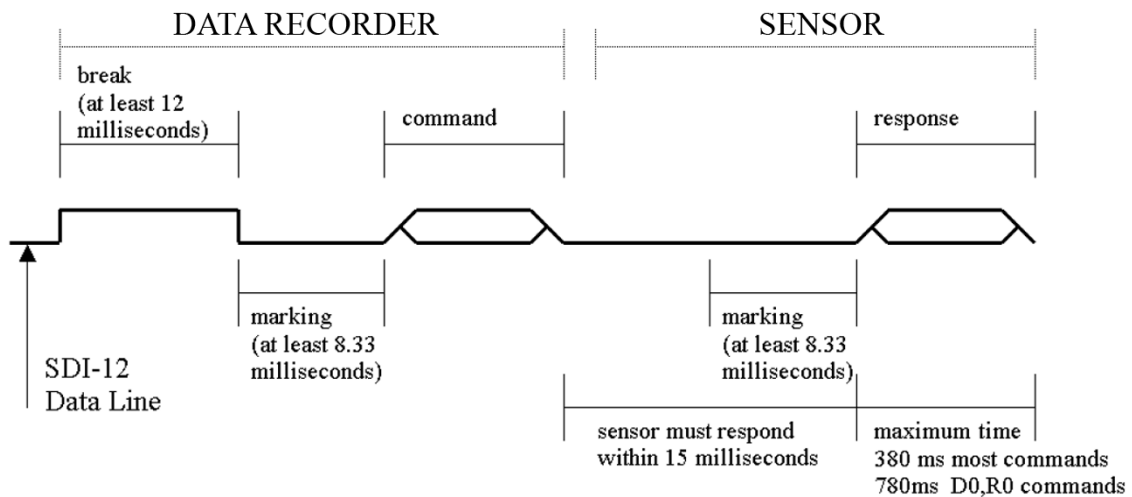 DATA RECORDER
SENSOR
break
(at least 12
milliseconds)
command
response
marking
(at least 8.33
milliseconds)
marking
(at least 8.33
milliseconds)
SDI-12
Data Line
sensor must respond
within 15 milliseconds
maximum time
380 ms most commands
780ms D0,R0 commands